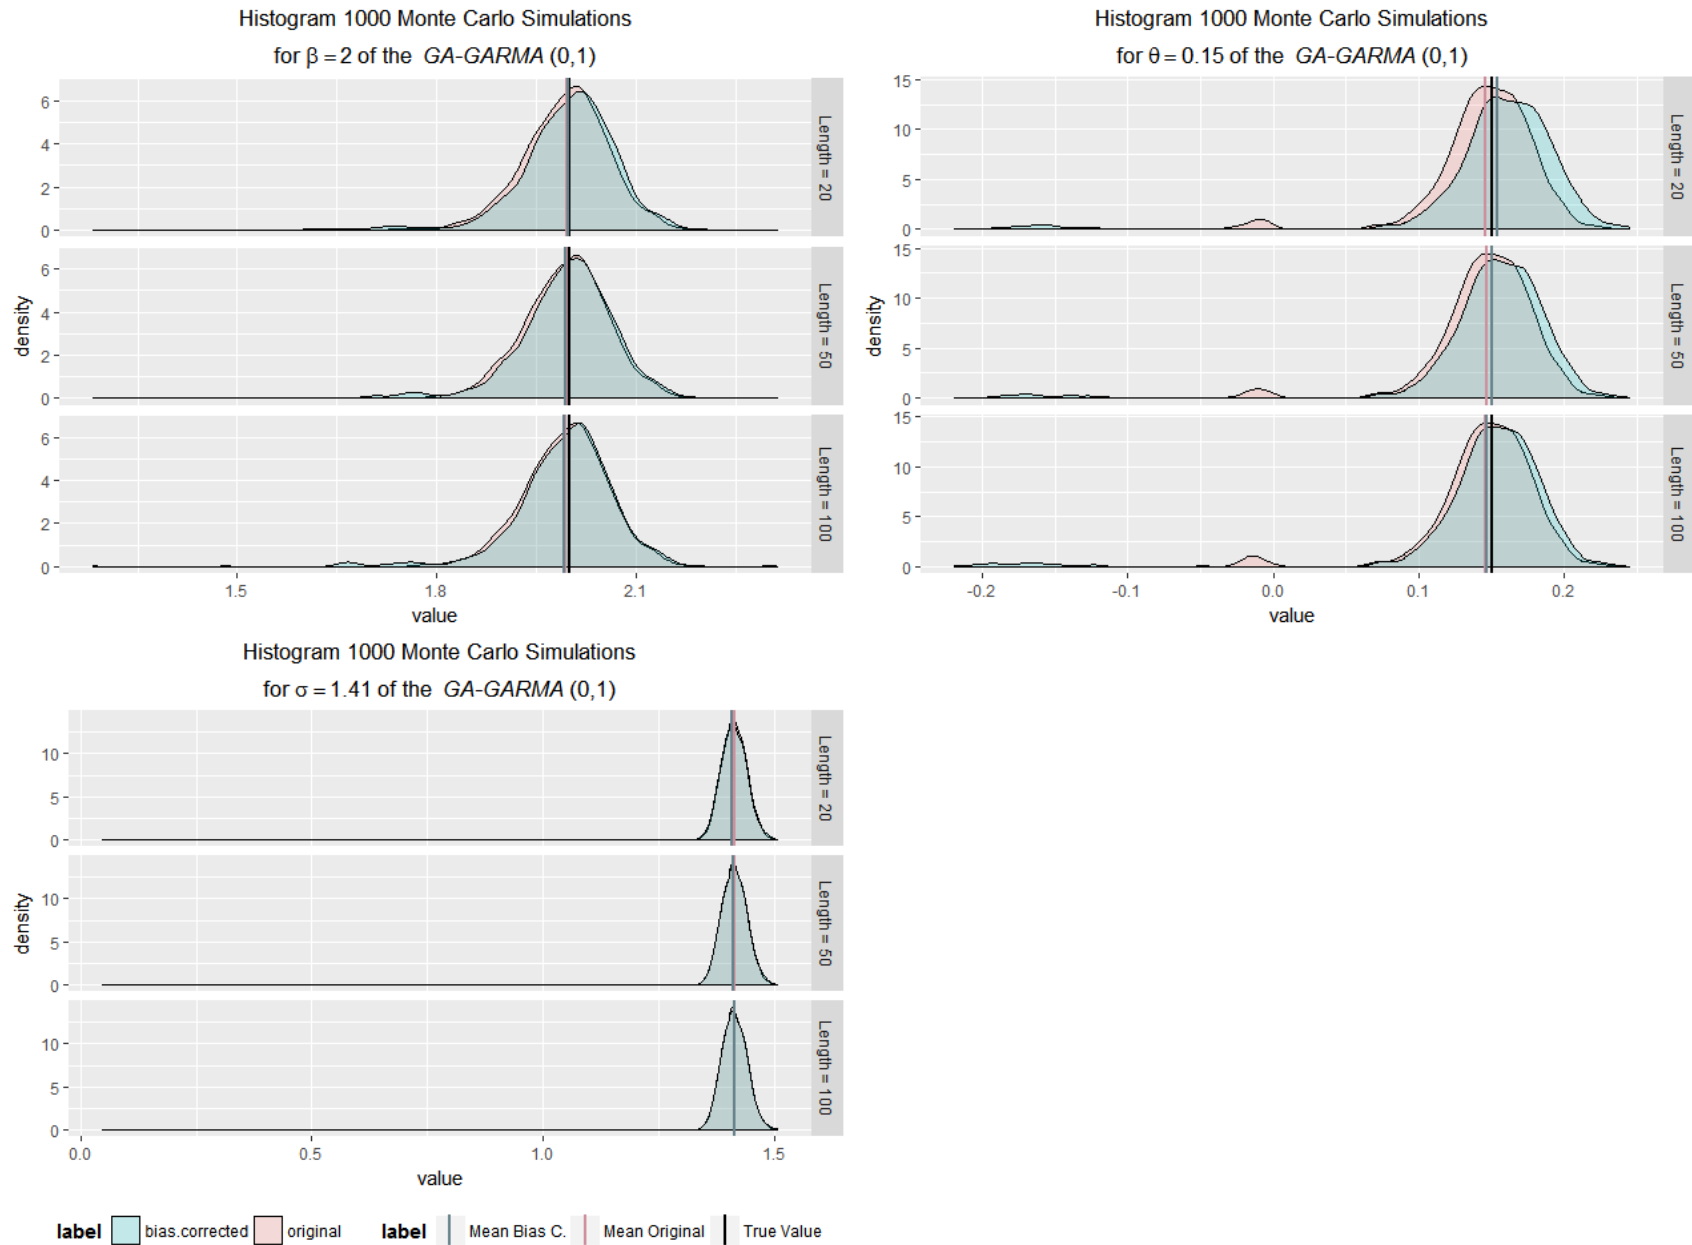 Histogram 1000 Monte Carlo Simulations
for β = 2 of the GA-GARMA (0,1)
density
6
4
2
0
Length = 20
6
4
2
0
Length = 50
6
4
2
0
Length = 100
1.5 1.8 2.1
value
Histogram 1000 Monte Carlo Simulations
for θ = 0.15 of the GA-GARMA (0,1)
density
15
10
5
0
Length = 20
15
10
5
0
Length = 50
15
10
5
0
Length = 100
-0.2 -0.1 0.0 0.1 0.2
value
Histogram 1000 Monte Carlo Simulations
for σ = 1.41 of the GA-GARMA (0,1)
density
10
5
0
Length = 20
10
5
0
Length = 50
10
5
0
Length = 100
0.0 0.5 1.0 1.5
value
label bias.corrected original label Mean Bias C. Mean Original True Value